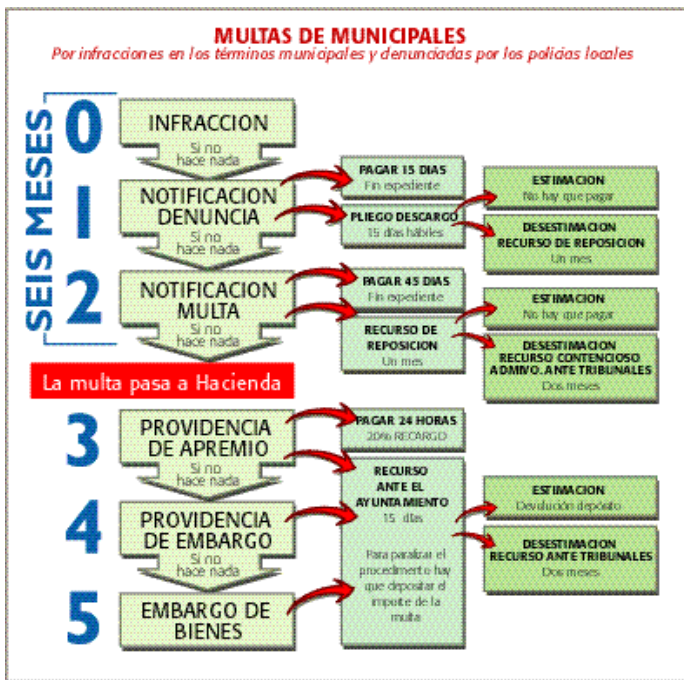 MULTAS DE MUNICIPALES
Por infracciones en los términos municipales y denunciadas por los policias locales
SEIS MESES
0
INFRACCION
Si no
hace nada
1
NOTIFICACION
DENUNCIA
Si no
hace nada
PAGAR 15 DIAS
Fin expediente
PLIEGO DESCARGO
15 días hábiles
ESTIMACION
No hay que pagar
DESESTIMACION
RECURSO DE REPOSICION
Un mes
2
NOTIFICACION
MULTA
Si no
hace nada
PAGAR 45 DIAS
Fin expediente
RECURSO DE
REPOSICION
Un mes
ESTIMACION
No hay que pagar
DESESTIMACION
RECURSO CONTENCIOSO
ADMIVO. ANTE TRIBUNALES
Dos meses
La multa pasa a Hacienda
3
PROVIDENCIA
DE APREMIO
Si no
hace nada
PAGAR 24 HORAS
20% RECARGO
4
PROVIDENCIA
DE EMBARGO
Si no
hace nada
RECURSO
ANTE EL
AYUNTAMIENTO
15 días
Para paralizar el
procedimento hay
que depositar el
importe de la
multa
ESTIMACION
Devolución depósito
DESESTIMACION
RECURSO ANTE TRIBUNALES
Dos meses
5
EMBARGO DE
BIENES